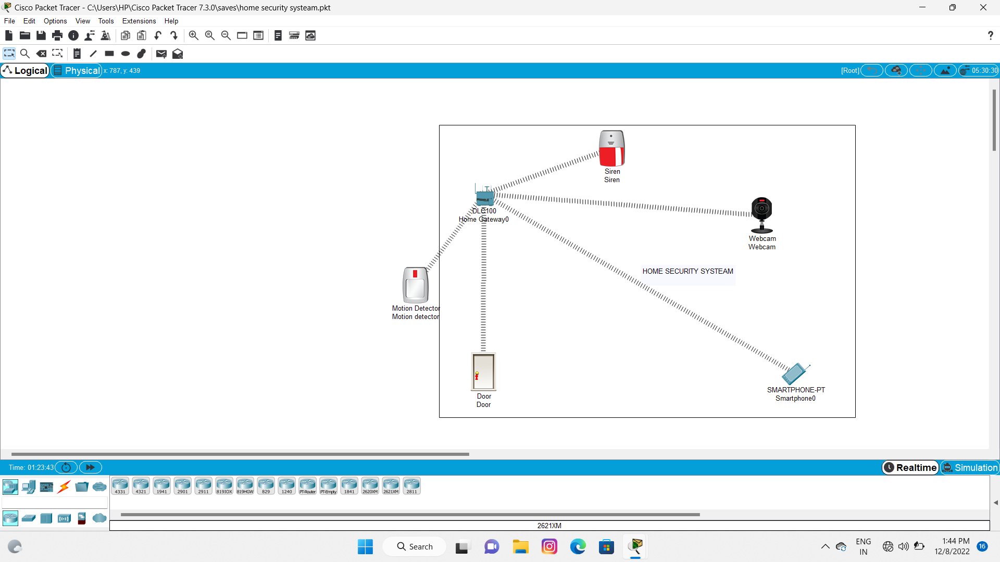 Cisco Packet Tracer - C:\Users\HP\Cisco Packet Tracer 7.3.0\saves\home security systeam.pkt
File Edit Options View Tools Extensions Help
?
Logical Physical x: 787, y: 439 [Root] 05:30:30
Siren
Siren
DLC100
Home Gateway0
Webcam
Webcam
HOME SECURITY SYSTEAM
Motion Detector
Motion detector
SMARTPHONE-PT
Smartphone0
Door
Door
Time: 01:23:43 Realtime Simulation
4331 4321 1941 2901 2911 819IOX 819HGW 829 1240 PT-Router PT-Empty 1841 2620XM 2621XM 2811
2621XM
Search
ENG
IN
1:44 PM
12/8/2022
16